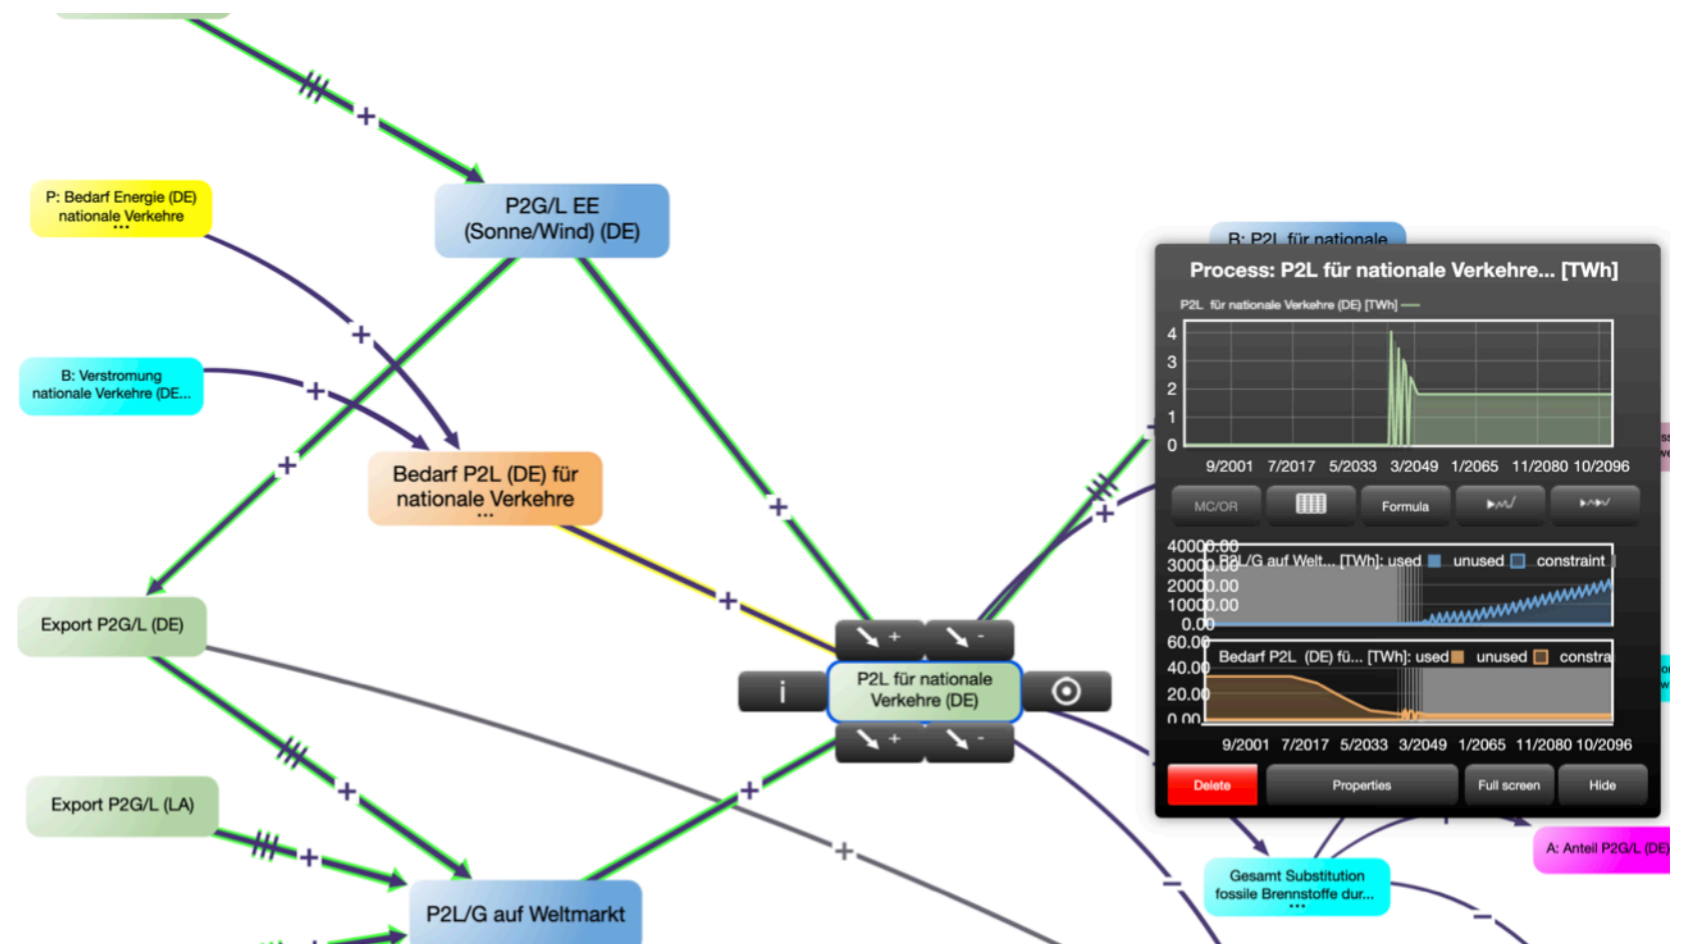 P2G/L EE
(Sonne/Wind) (DE)
P: Bedarf Energie (DE)
nationale Verkehre
...
B: Verstromung
nationale Verkehre (DE...
Bedarf P2L (DE) für
nationale Verkehre
...
Export P2G/L (DE)
Export P2G/L (LA)
P2L/G auf Weltmarkt
i
P2L für nationale
Verkehre (DE)
B: P2L für nationale
Process: P2L für nationale Verkehre... [TWh]
P2L für nationale Verkehre (DE) [TWh]
4
3
2
1
0
9/2001 7/2017 5/2033 3/2049 1/2065 11/2080 10/2096
MC/OR
Formula
40000.00
P2L/G auf Welt... [TWh]: used unused constraint
30000.00
20000.00
10000.00
0.00
60.00
Bedarf P2L (DE) fü... [TWh]: used unused constra
40.00
20.00
0.00
9/2001 7/2017 5/2033 3/2049 1/2065 11/2080 10/2096
Delete Properties Full screen Hide
A: Anteil P2G/L (DE)
Gesamt Substitution
fossile Brennstoffe dur...
...